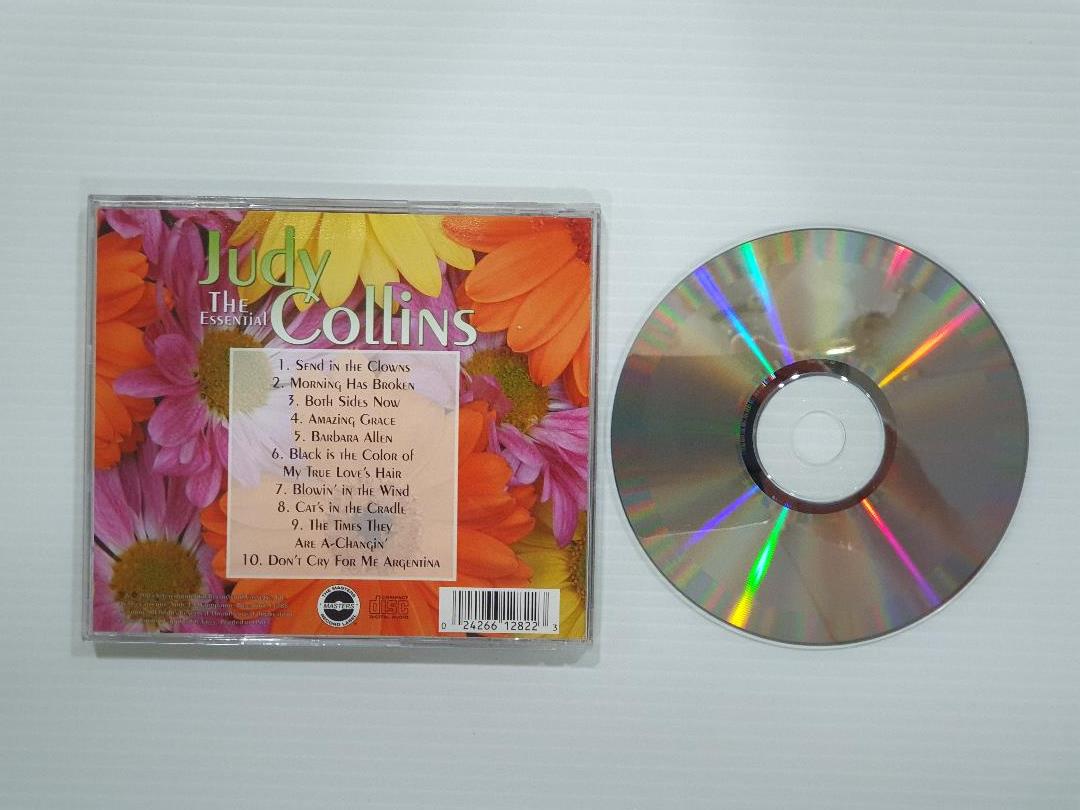 Judy
The
Essential
Collins
1. Send in the Clowns
2. Morning Has Broken
3. Both Sides Now
4. Amazing Grace
5. Barbara Allen
6. Black is the Color of
My True Love's Hair
7. Blowin' in the Wind
8. Cat's in the Cradle
9. The Times They
Are A-Changin'
10. Don't Cry For Me Argentina
THE MASTERS
MASTERS
RECORD LABEL
COMPACT
disc
DIGITAL AUDIO
0 24266 12822 3